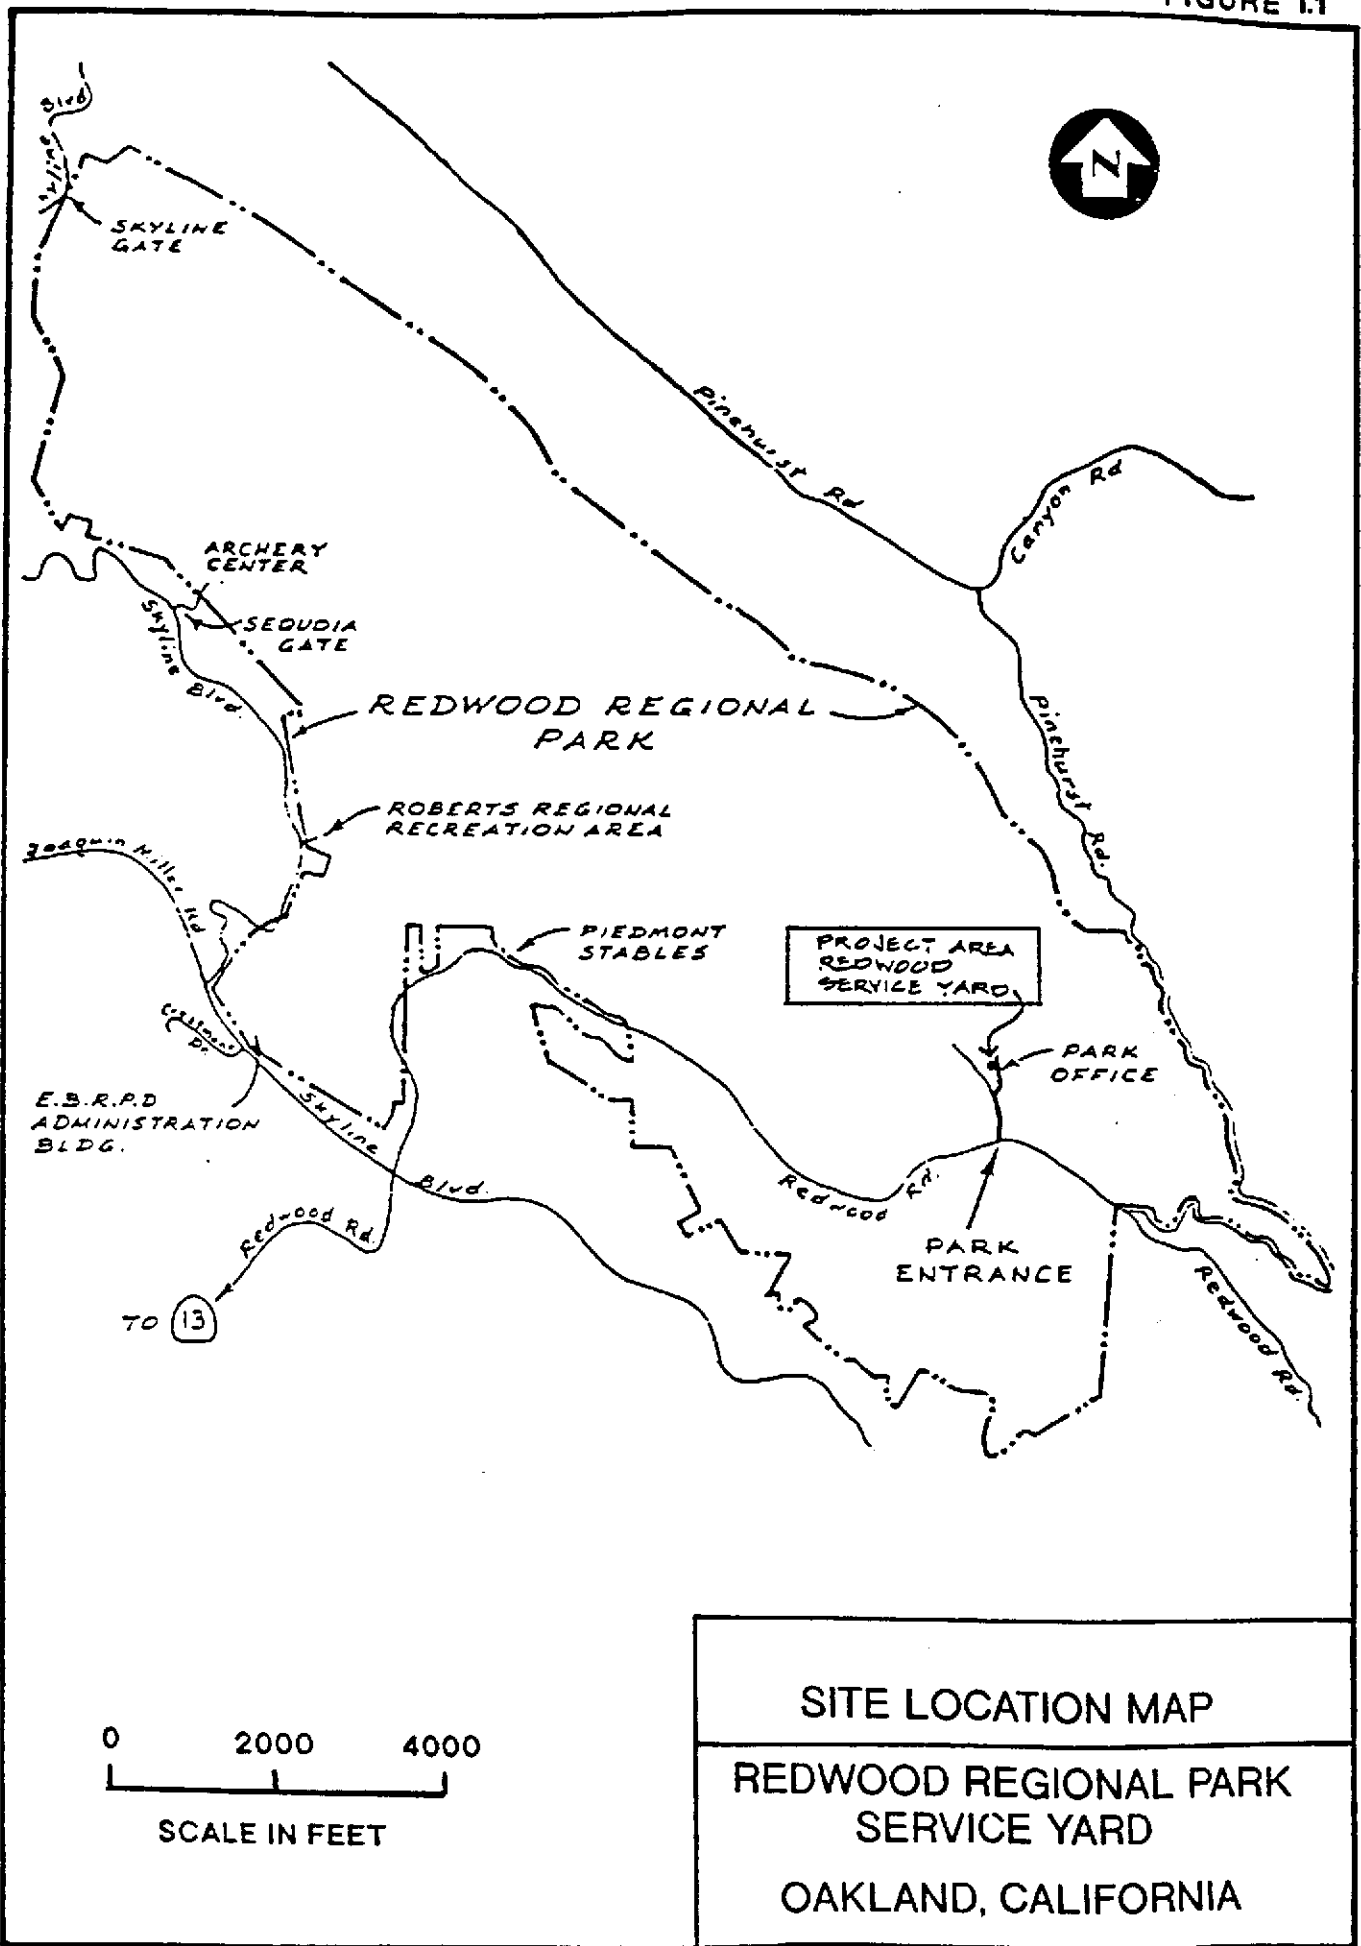 FIGURE 1.1
Skyline Blvd
N
SKYLINE
GATE
Pinehurst Rd
Canyon Rd
ARCHERY
CENTER
SEQUOIA
GATE
Skyline Blvd.
REDWOOD REGIONAL
PARK
Pinehurst Rd.
ROBERTS REGIONAL
RECREATION AREA
Joaquin Miller Rd
PIEDMONT
STABLES
PROJECT AREA
REDWOOD
SERVICE YARD
Crestmont
Dr.
PARK
OFFICE
E.B.R.P.D
ADMINISTRATION
BLDG.
Skyline Blvd.
Redwood Rd.
Redwood Rd.
PARK
ENTRANCE
Redwood Rd.
TO 13
SITE LOCATION MAP
0 2000 4000
SCALE IN FEET
REDWOOD REGIONAL PARK
SERVICE YARD
OAKLAND, CALIFORNIA